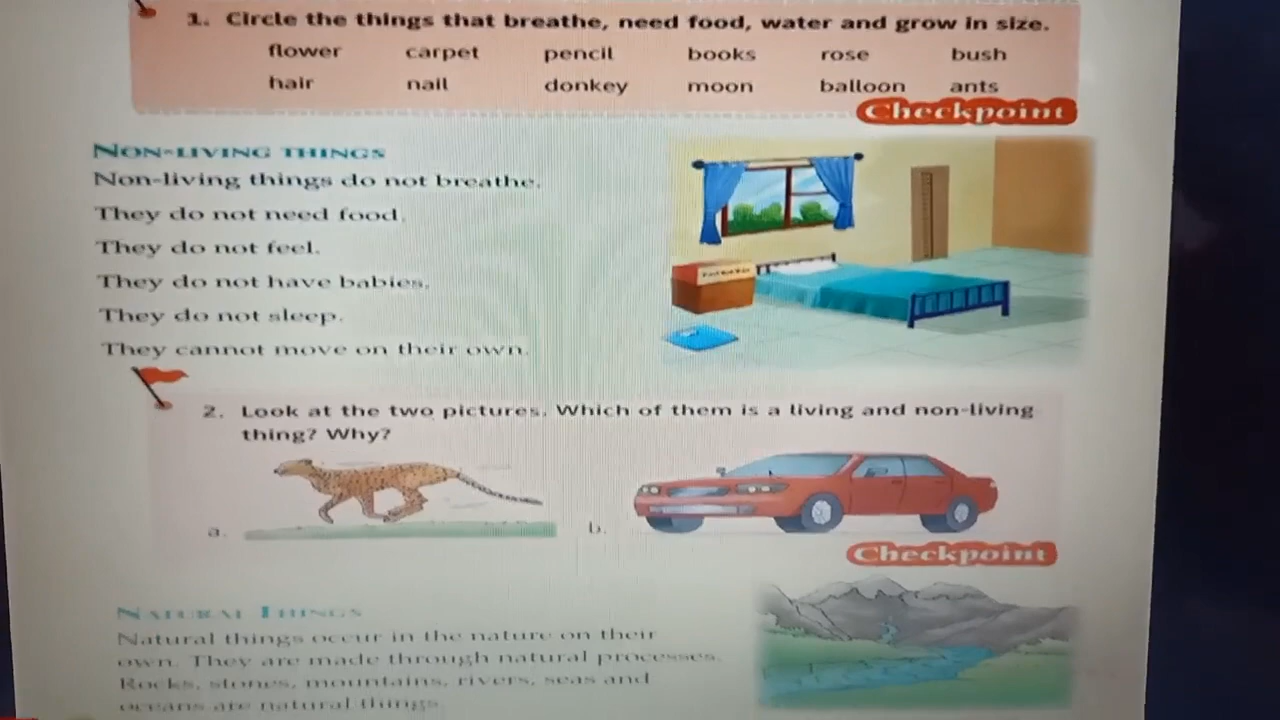 1. Circle the things that breathe, need food, water and grow in size.
flower carpet pencil books rose bush
hair nail donkey moon balloon ants
Checkpoint
NON-LIVING THINGS
Non-living things do not breathe.
They do not need food.
They do not feel.
They do not have babies.
They do not sleep.
They cannot move on their own.
2. Look at the two pictures. Which of them is a living and non-living
thing? Why?
a. b.
Checkpoint
NATURAL THINGS
Natural things occur in the nature on their
own. They are made through natural processes.
Rocks, stones, mountains, rivers, seas and
oceans are natural things.